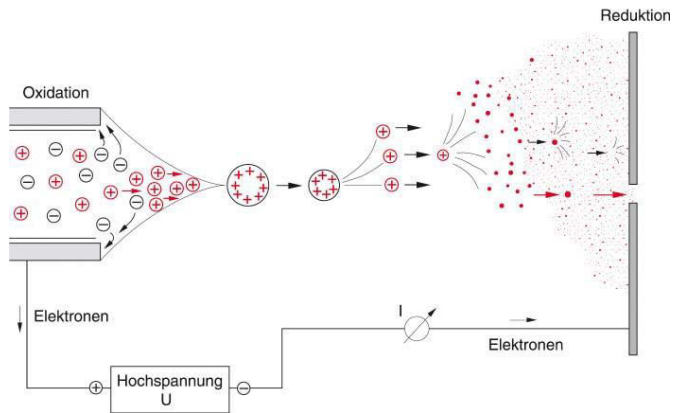 Reduktion
Oxidation
I
Elektronen
Elektronen
Hochspannung
U